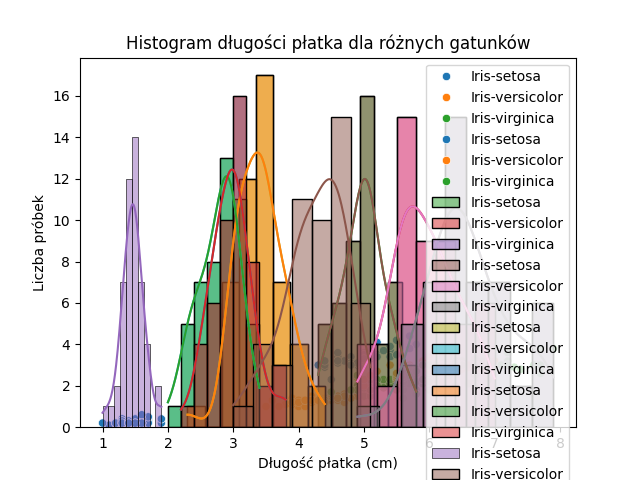 Histogram długości płatka dla różnych gatunków
Liczba próbek
16
14
12
10
8
6
4
2
0
1
2
3
4
5
6
7
8
Długość płatka (cm)
Iris-setosa
Iris-versicolor
Iris-virginica
Iris-setosa
Iris-versicolor
Iris-virginica
Iris-setosa
Iris-versicolor
Iris-virginica
Iris-setosa
Iris-versicolor
Iris-virginica
Iris-setosa
Iris-versicolor
Iris-virginica
Iris-setosa
Iris-versicolor
Iris-virginica
Iris-setosa
Iris-versicolor